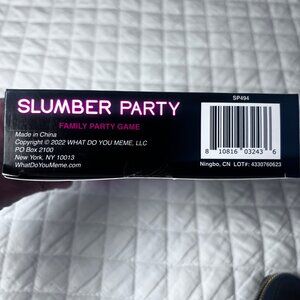 SLUMBER PARTY
FAMILY PARTY GAME
Made in China
Copyright © 2022 WHAT DO YOU MEME, LLC
PO Box 2100
New York, NY 10013
WhatDoYouMeme.com
SP494
8 10816 03243 6
Ningbo, CN LOT#: 4330760623